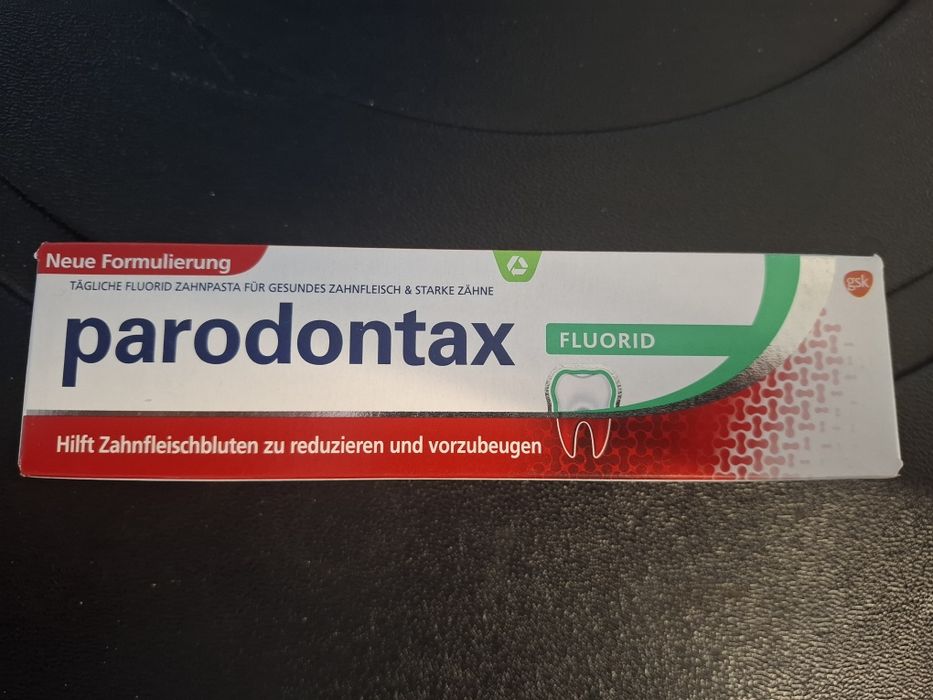 Neue Formulierung
TÄGLICHE FLUORID ZAHNPASTA FÜR GESUNDES ZAHNFLEISCH & STARKE ZÄHNE
parodontax
FLUORID
gsk
Hilft Zahnfleischbluten zu reduzieren und vorzubeugen